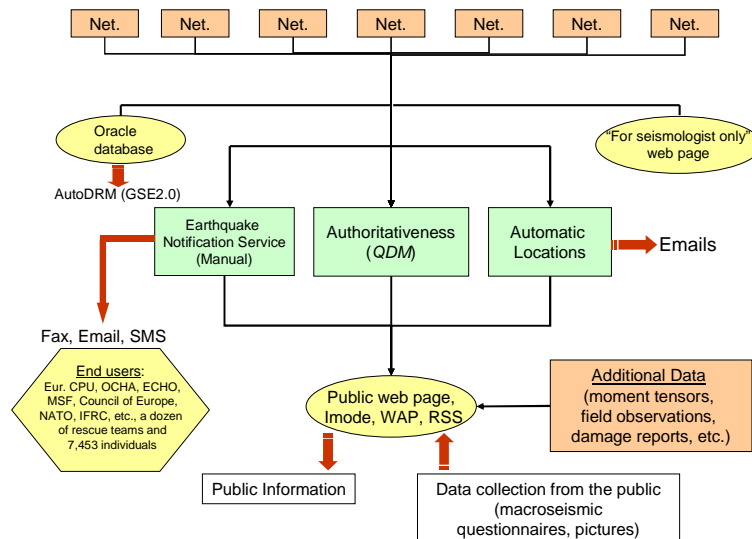 Net.
Net.
Net.
Net.
Net.
Net.
Net.
Oracle
database
"For seismologist only"
web page
AutoDRM (GSE2.0)
Earthquake
Notification Service
(Manual)
Authoritativeness
(QDM)
Automatic
Locations
Emails
Fax, Email, SMS
End users:
Eur. CPU, OCHA, ECHO,
MSF, Council of Europe,
NATO, IFRC, etc., a dozen
of rescue teams and
7,453 individuals
Public web page,
Imode, WAP, RSS
Additional Data
(moment tensors,
field observations,
damage reports, etc.)
Public Information
Data collection from the public
(macroseismic
questionnaires, pictures)